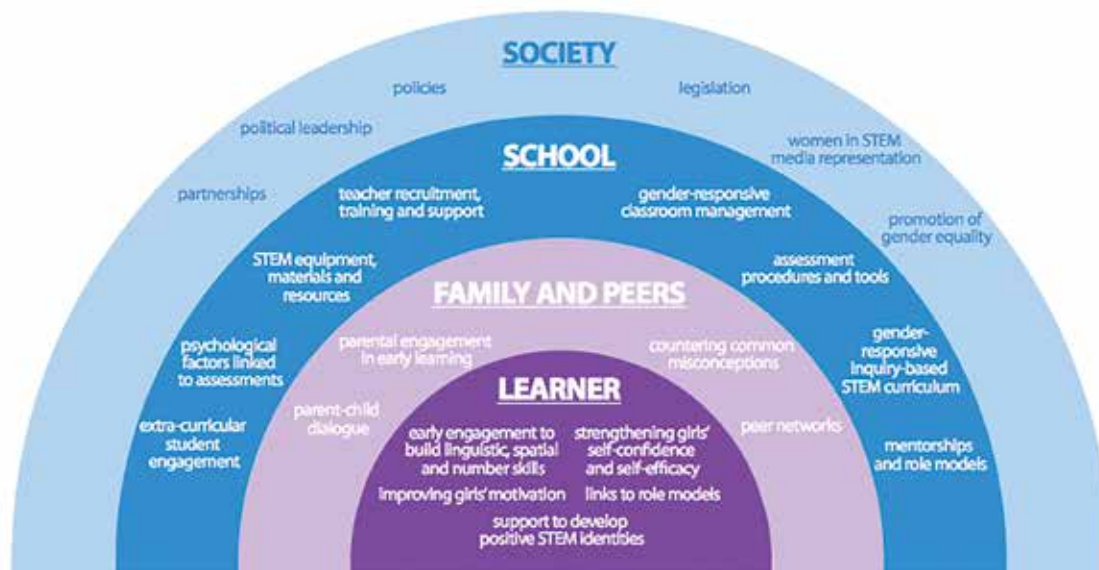 SOCIETY
policies
legislation
political leadership
women in STEM
media representation
partnerships
promotion of
gender equality
SCHOOL
teacher recruitment,
training and support
gender-responsive
classroom management
STEM equipment,
materials and
resources
assessment
procedures and tools
psychological
factors linked
to assessments
gender-
responsive
inquiry-based
STEM curriculum
extra-curricular
student
engagement
mentorships
and role models
FAMILY AND PEERS
parental engagement
in early learning
countering common
misconceptions
parent-child
dialogue
peer networks
LEARNER
early engagement to
build linguistic, spatial
and number skills
strengthening girls'
self-confidence
and self-efficacy
improving girls' motivation
links to role models
support to develop
positive STEM identities